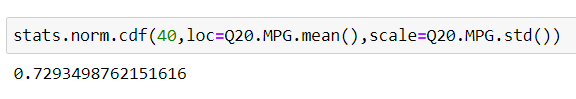 stats.norm.cdf(40,loc=Q20.MPG.mean(),scale=Q20.MPG.std())
0.7293498762151616